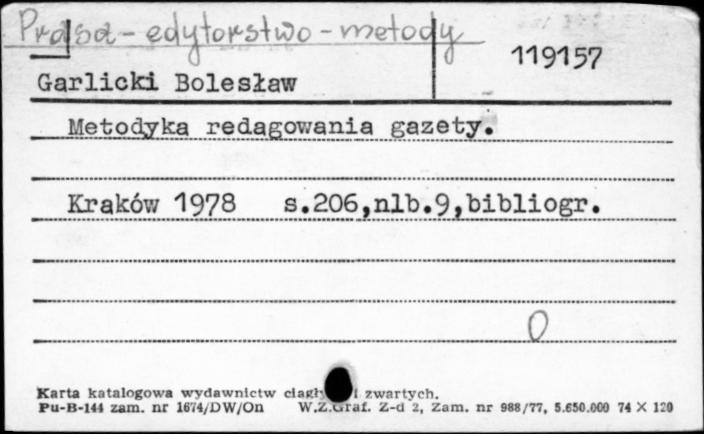 Prasa - edytorstwo - metody
119157
Garlicki Bolesław
Metodyka redagowania gazety.
Kraków 1978 s.206,nlb.9,bibliogr.
0
Karta katalogowa wydawnictw zwartych.
Pu-B-144 zam. nr 1674/DW/On W.Z.Graf. Z-d 2, Zam. nr 988/77, 5.650.000 74 X 120